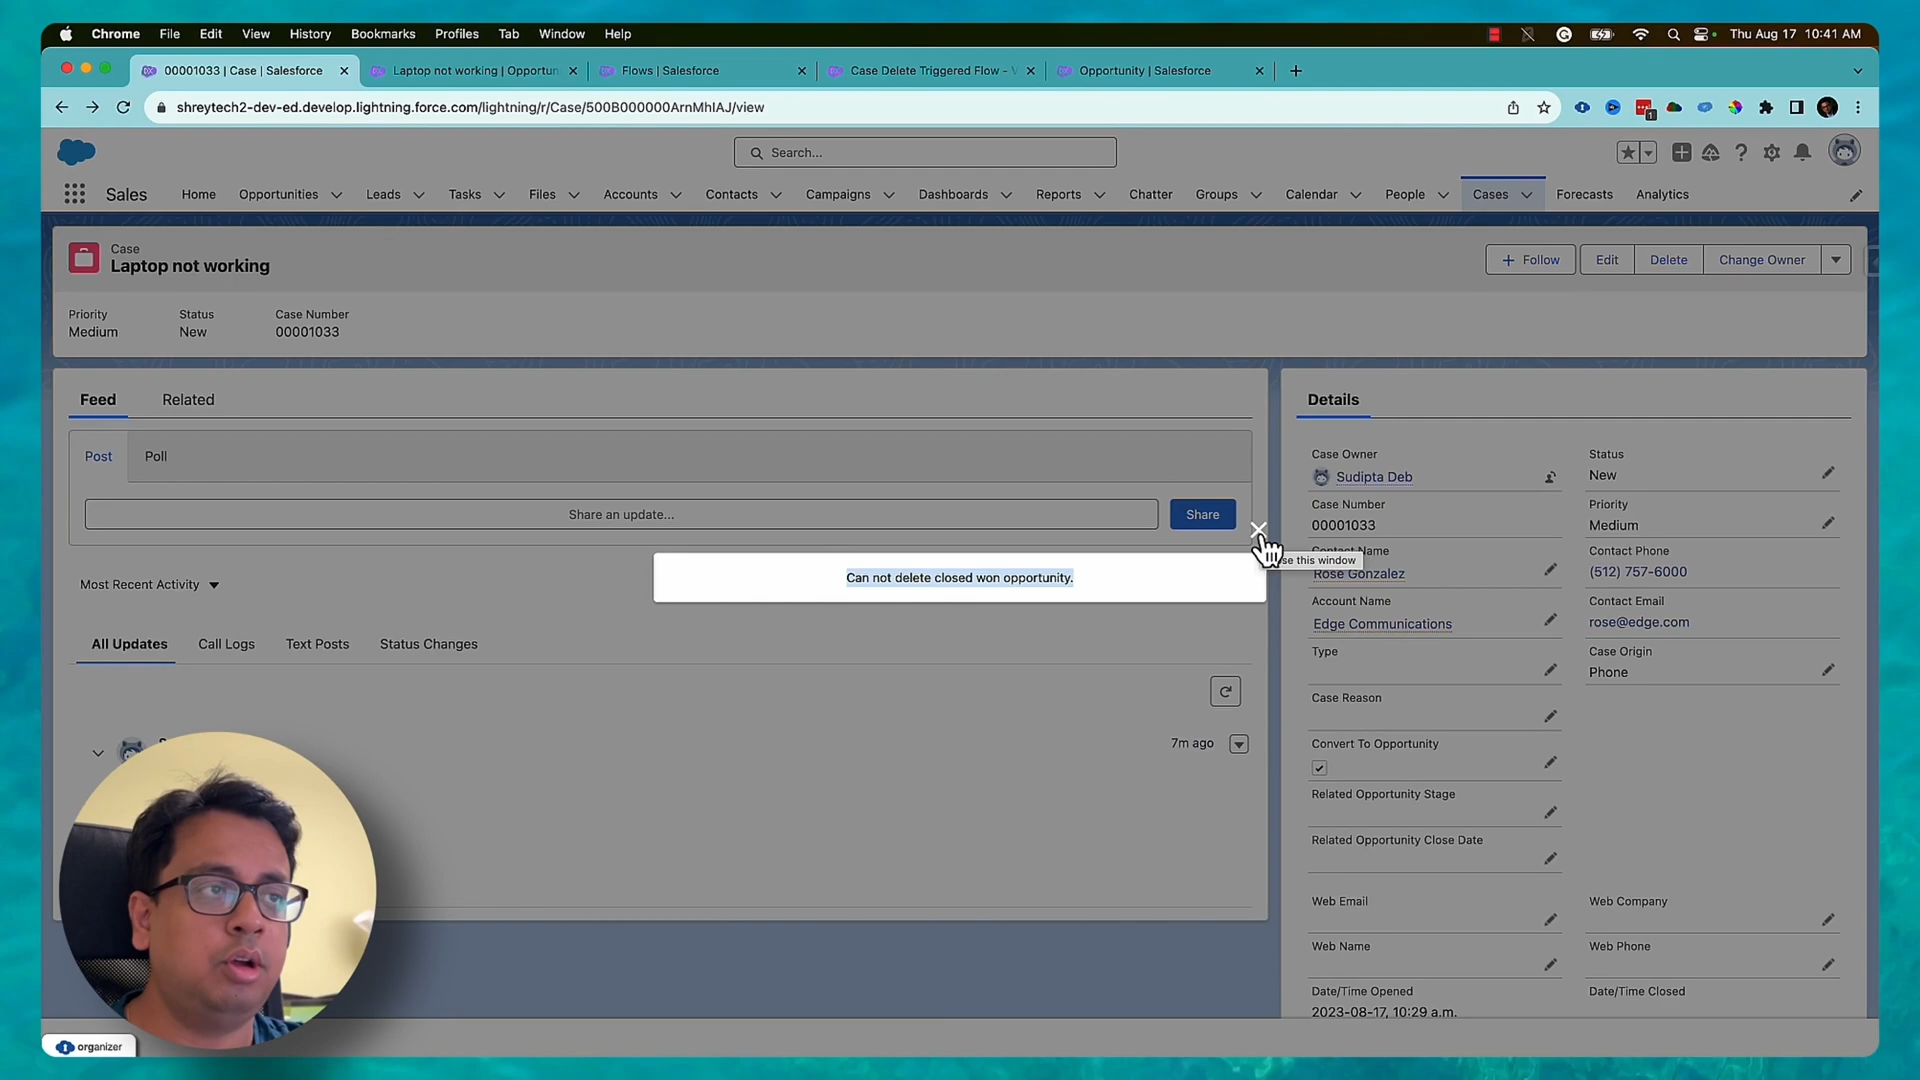 Chrome File Edit View History Bookmarks Profiles Tab Window Help Thu Aug 17 10:41 AM
00001033 | Case | Salesforce Laptop not working | Opportun Flows | Salesforce Case Delete Triggered Flow - V Opportunity | Salesforce
shreytech2-dev-ed.develop.lightning.force.com/lightning/r/Case/500B000000ArnMhIAJ/view
1
Search...
Sales Home Opportunities Leads Tasks Files Accounts Contacts Campaigns Dashboards Reports Chatter Groups Calendar People Cases Forecasts Analytics
Case
Laptop not working
+ Follow Edit Delete Change Owner
Priority Status Case Number
Medium New 00001033
Feed Related
Details
Post Poll
Share an update... Share
Can not delete closed won opportunity.
se this window
Most Recent Activity
All Updates Call Logs Text Posts Status Changes
7m ago
Case Owner Status
Sudipta Deb New
Case Number Priority
00001033 Medium
Contact Name Contact Phone
Rose Gonzalez (512) 757-6000
Account Name Contact Email
Edge Communications rose@edge.com
Type Case Origin
Phone
Case Reason
Convert To Opportunity
Related Opportunity Stage
Related Opportunity Close Date
Web Email Web Company
Web Name Web Phone
Date/Time Opened Date/Time Closed
2023-08-17, 10:29 a.m.
organizer